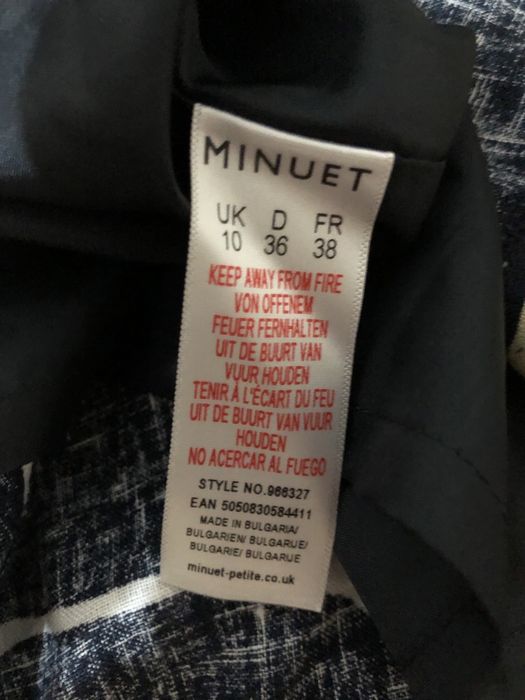 MINUET
UK D FR
10 36 38
KEEP AWAY FROM FIRE
VON OFFENEM
FEUER FERNHALTEN
UIT DE BUURT VAN
VUUR HOUDEN
TENIR À L'ÉCART DU FEU
UIT DE BUURT VAN VUUR
HOUDEN
NO ACERCAR AL FUEGO
STYLE NO.966327
EAN 5050830584411
MADE IN BULGARIA/
BULGARIEN/ BULGARIJE/
BULGARIE/ BULGARIJE
minuet-petite.co.uk